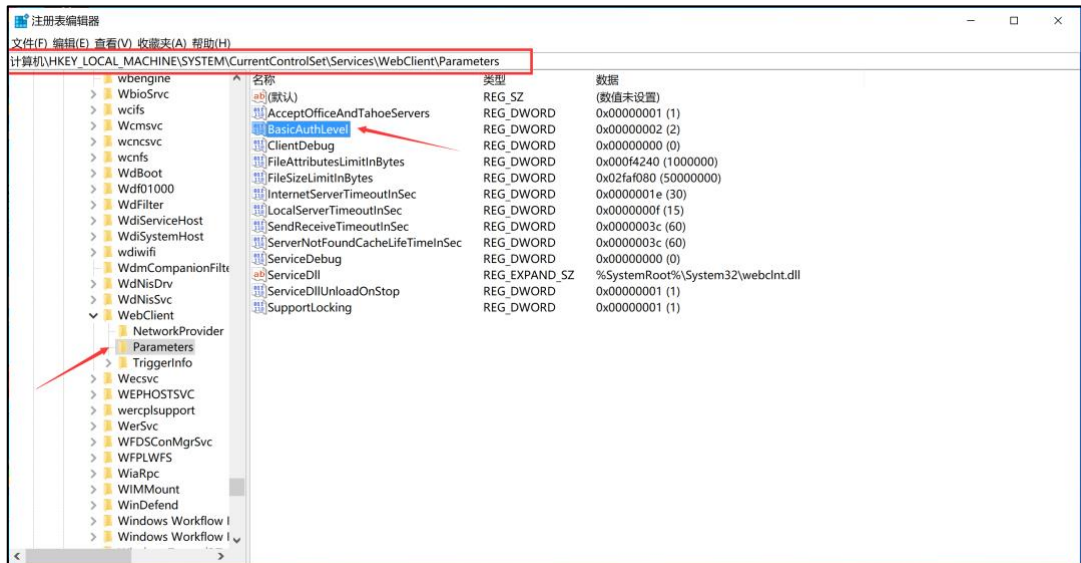 注册表编辑器
文件(F) 编辑(E) 查看(V) 收藏夹(A) 帮助(H)
计算机\HKEY_LOCAL_MACHINE\SYSTEM\CurrentControlSet\Services\WebClient\Parameters
wbengine
WbioSrvc
wcifs
Wcmsvc
wcncsvc
wcnfs
WdBoot
Wdf01000
WdFilter
WdiServiceHost
WdiSystemHost
wdiwifi
WdmCompanionFilte
WdNisDrv
WdNisSvc
WebClient
NetworkProvider
Parameters
TriggerInfo
Wecsvc
WEPHOSTSVC
wercplsupport
WerSvc
WFDSConMgrSvc
WFPLWFS
WiaRpc
WIMMount
WinDefend
Windows Workflow
Windows Workflow
名称 类型 数据
(默认) REG_SZ (数值未设置)
AcceptOfficeAndTahoeServers REG_DWORD 0x00000001 (1)
BasicAuthLevel REG_DWORD 0x00000002 (2)
ClientDebug REG_DWORD 0x00000000 (0)
FileAttributesLimitInBytes REG_DWORD 0x000f4240 (1000000)
FileSizeLimitInBytes REG_DWORD 0x02faf080 (50000000)
InternetServerTimeoutInSec REG_DWORD 0x0000001e (30)
LocalServerTimeoutInSec REG_DWORD 0x0000000f (15)
SendReceiveTimeoutInSec REG_DWORD 0x0000003c (60)
ServerNotFoundCacheLifeTimeInSec REG_DWORD 0x0000003c (60)
ServiceDebug REG_DWORD 0x00000000 (0)
ServiceDll REG_EXPAND_SZ %SystemRoot%\System32\webclnt.dll
ServiceDllUnloadOnStop REG_DWORD 0x00000001 (1)
SupportLocking REG_DWORD 0x00000001 (1)